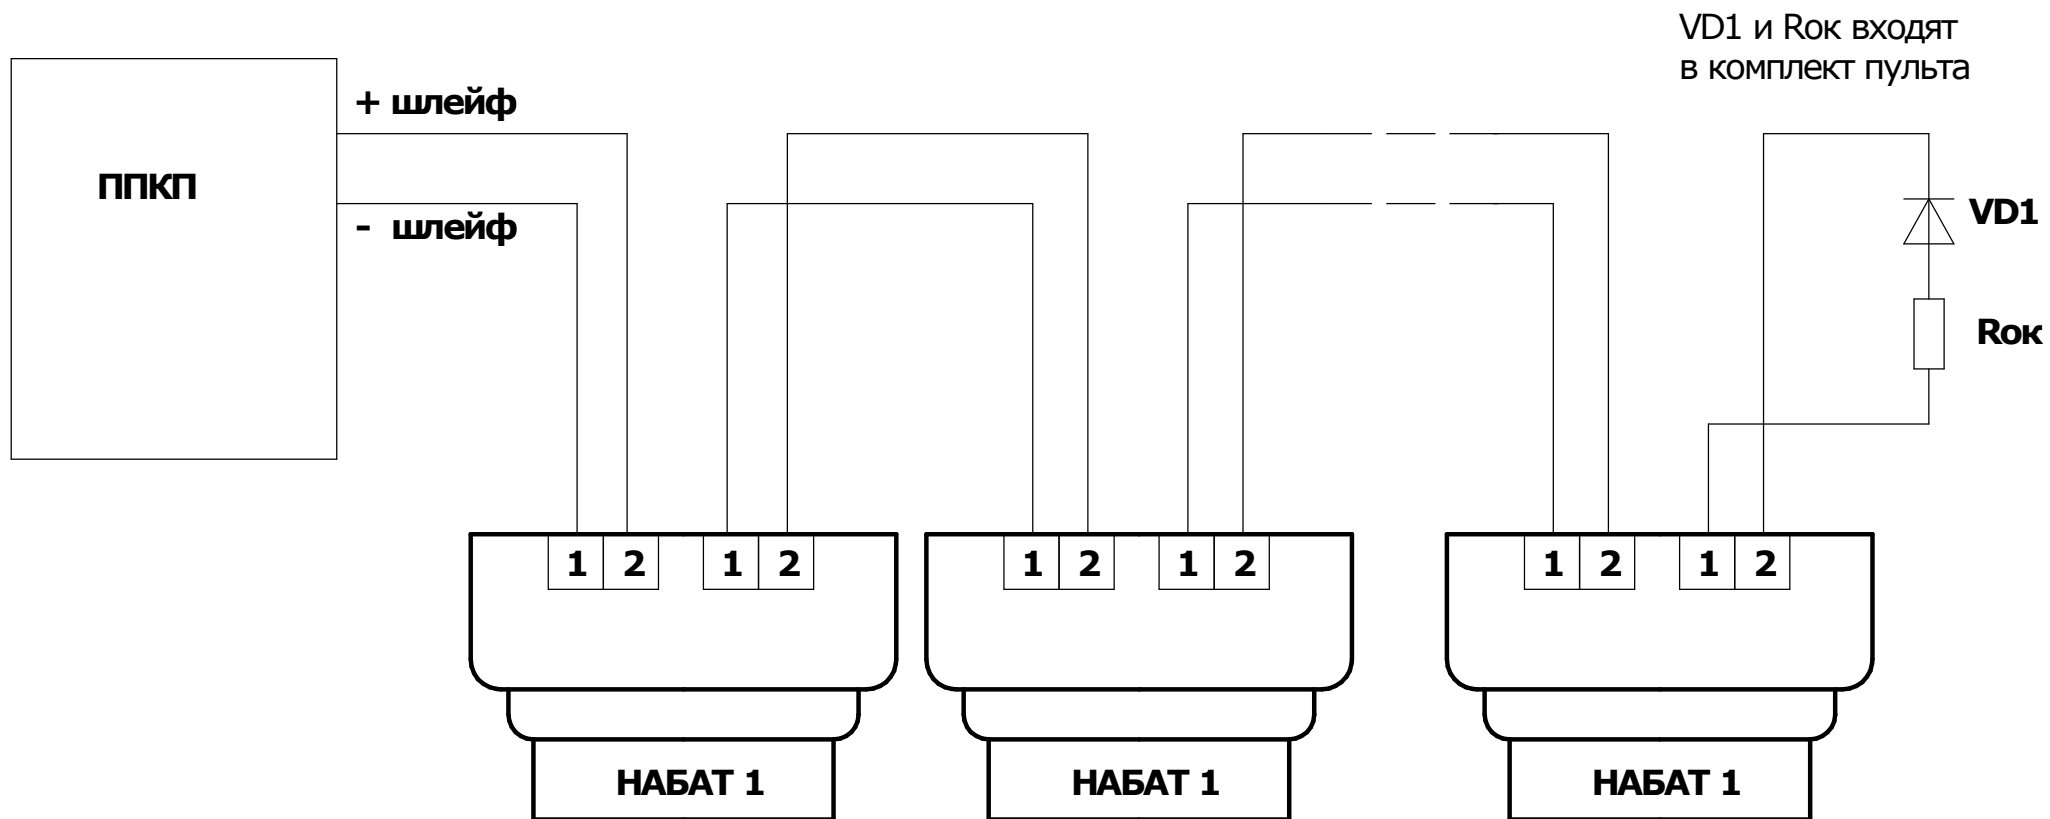 VD1 и Rок входят
в комплект пульта
+ шлейф
ППКП
- шлейф
VD1
Rок
1 2 1 2
1 2 1 2
1 2 1 2
НАБАТ 1
НАБАТ 1
НАБАТ 1